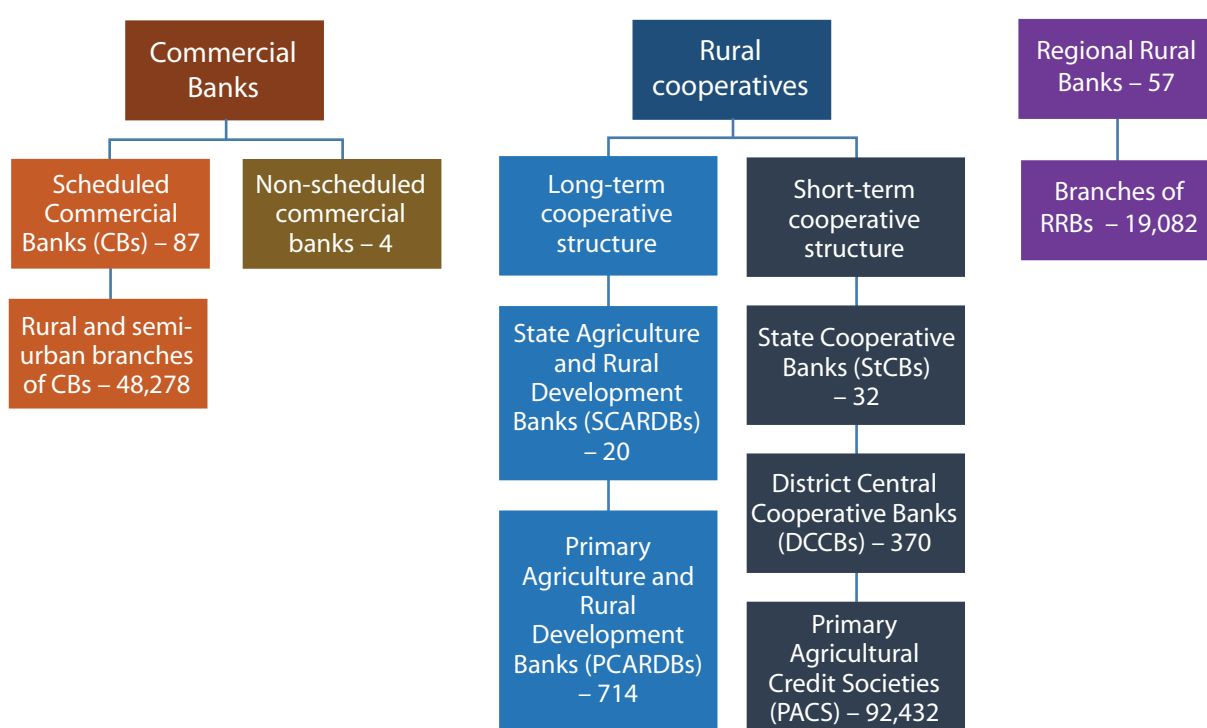 Commercial
Banks
Scheduled
Commercial
Banks (CBs) – 87
Non-scheduled
commercial
banks – 4
Rural and semi-
urban branches
of CBs – 48,278
Rural
cooperatives
Long-term
cooperative
structure
State Agriculture
and Rural
Development
Banks (SCARDBs)
– 20
Primary
Agriculture and
Rural
Development
Banks (PCARDBs)
– 714
Short-term
cooperative
structure
State Cooperative
Banks (StCBs)
– 32
District Central
Cooperative Banks
(DCCBs) – 370
Primary
Agricultural
Credit Societies
(PACS) – 92,432
Regional Rural
Banks – 57
Branches of
RRBs – 19,082